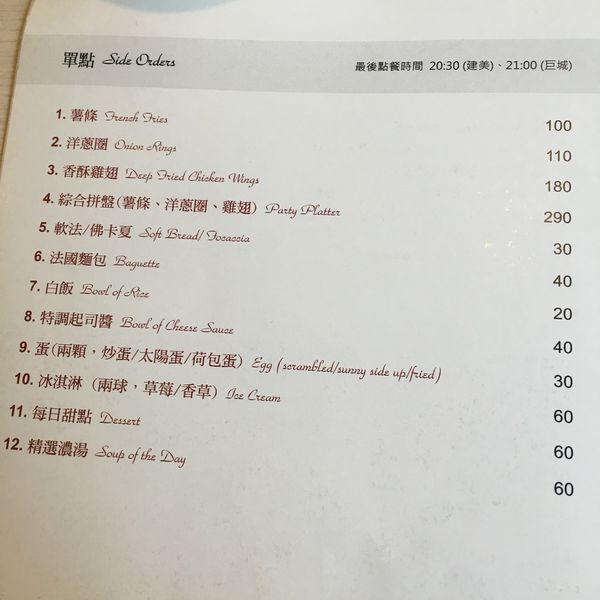 單點 Side Orders 最後點餐時間 20:30 (建美)、21:00 (巨城)
1. 薯條 French Fries 100
2. 洋蔥圈 Onion Rings 110
3. 香酥雞翅 Deep Fried Chicken Wings 180
4. 綜合拼盤(薯條、洋蔥圈、雞翅) Party Platter 290
5. 軟法/佛卡夏 Soft Bread/ Focaccia 30
6. 法國麵包 Baguette 40
7. 白飯 Bowl of Rice 20
8. 特調起司醬 Bowl of Cheese Sauce 40
9. 蛋(兩顆，炒蛋/太陽蛋/荷包蛋) Egg (scrambled/sunny side up/fried) 30
10. 冰淇淋 (兩球，草莓/香草) Ice Cream 60
11. 每日甜點 Dessert 60
12. 精選濃湯 Soup of the Day 60